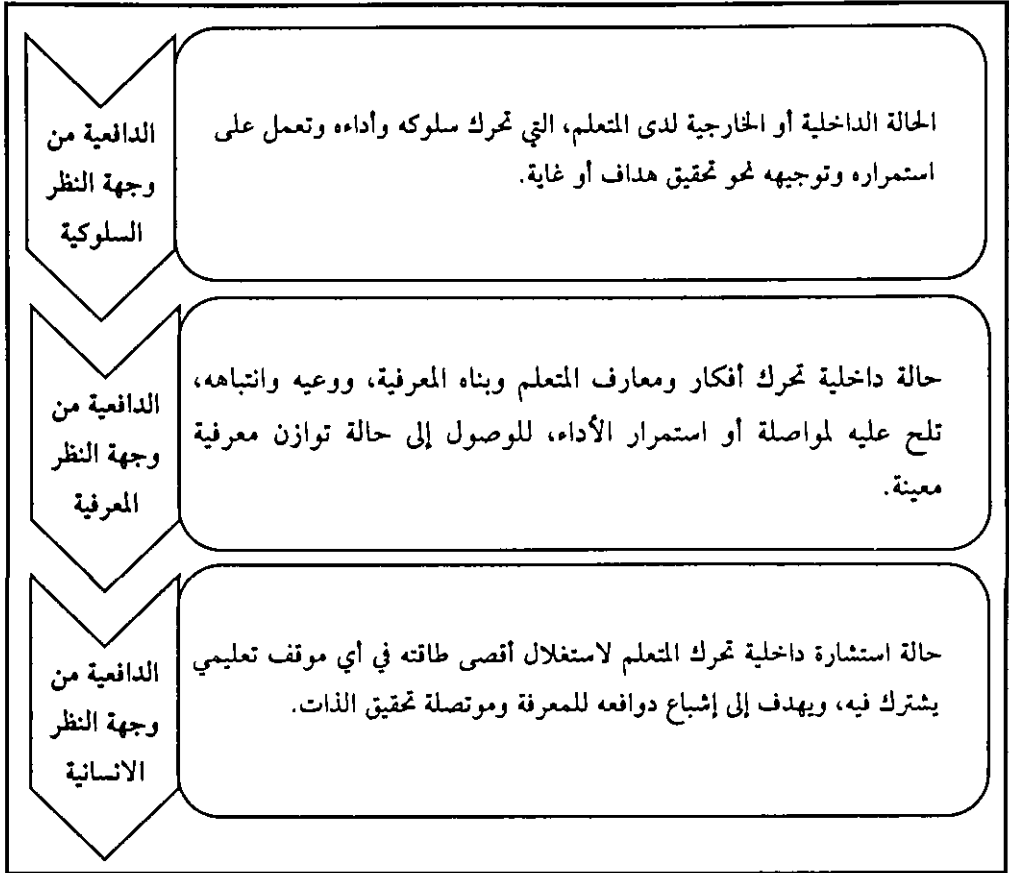 الدافعية من
وجهة النظر
السلوكية
الحالة الداخلية أو الخارجية لدى المتعلم، التي تحرك سلوكه وأداءه وتعمل على
استمراره وتوجيهه نحو تحقيق هداف أو غاية.
الدافعية من
وجهة النظر
المعرفية
حالة داخلية تحرك أفكار ومعارف المتعلم وبناه المعرفية، ووعيه وانتباهه،
تلح عليه لمواصلة أو استمرار الأداء، للوصول إلى حالة توازن معرفية
معينة.
الدافعية من
وجهة النظر
الانسانية
حالة استشارة داخلية تحرك المتعلم لاستغلال أقصى طاقته في أي موقف تعليمي
يشترك فيه، ويهدف إلى إشباع دوافعه للمعرفة وموتصلة تحقيق الذات.